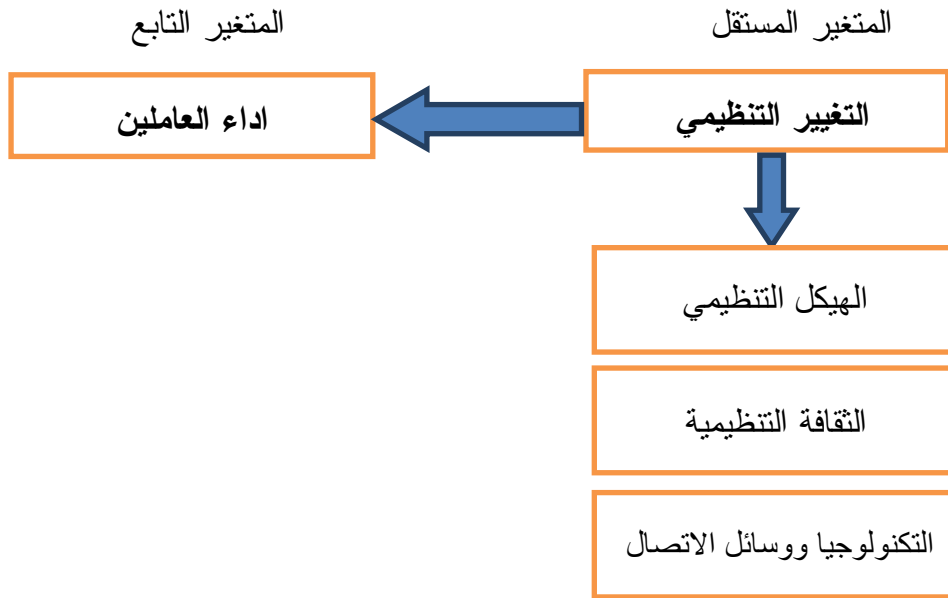 المتغير المستقل
المتغير التابع
التغيير التنظيمي
اداء العاملين
الهيكل التنظيمي
الثقافة التنظيمية
التكنولوجيا ووسائل الاتصال